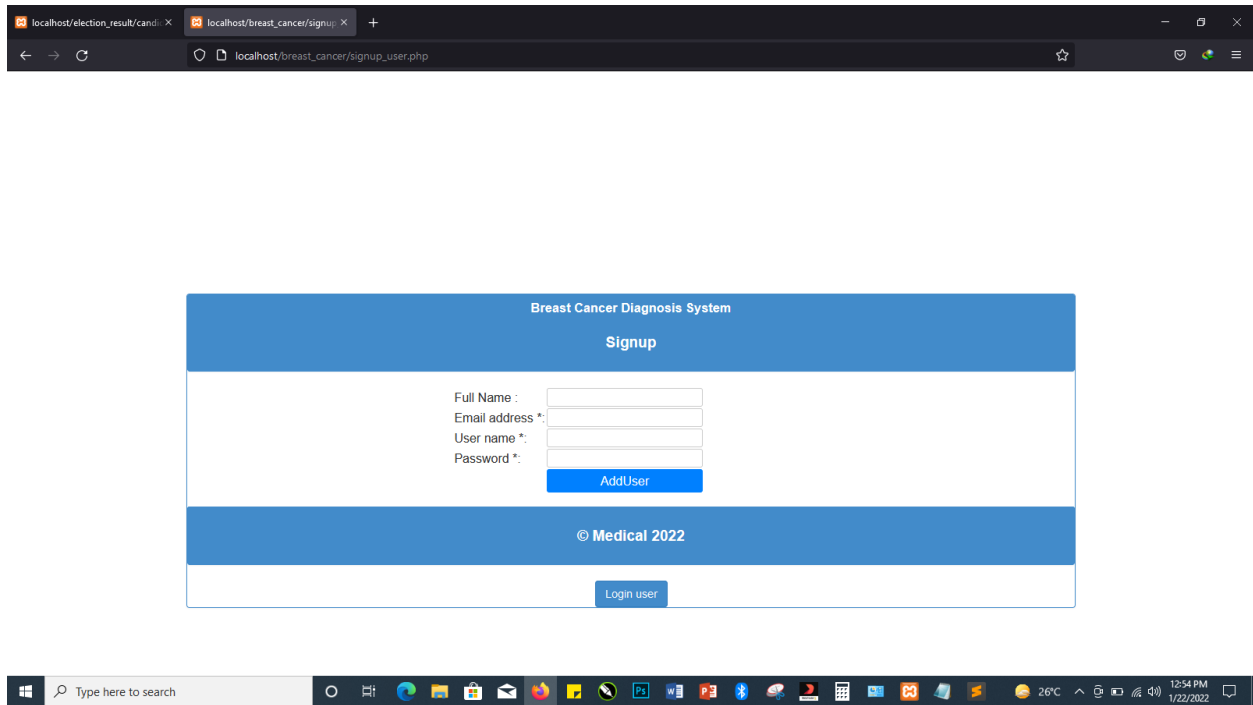 localhost/election_result/candi
localhost/breast_cancer/signup
localhost/breast_cancer/signup_user.php
Breast Cancer Diagnosis System
Signup
Full Name :
Email address *:
User name *:
Password *:
AddUser
© Medical 2022
Login user
Type here to search
26°C
12:54 PM
1/22/2022